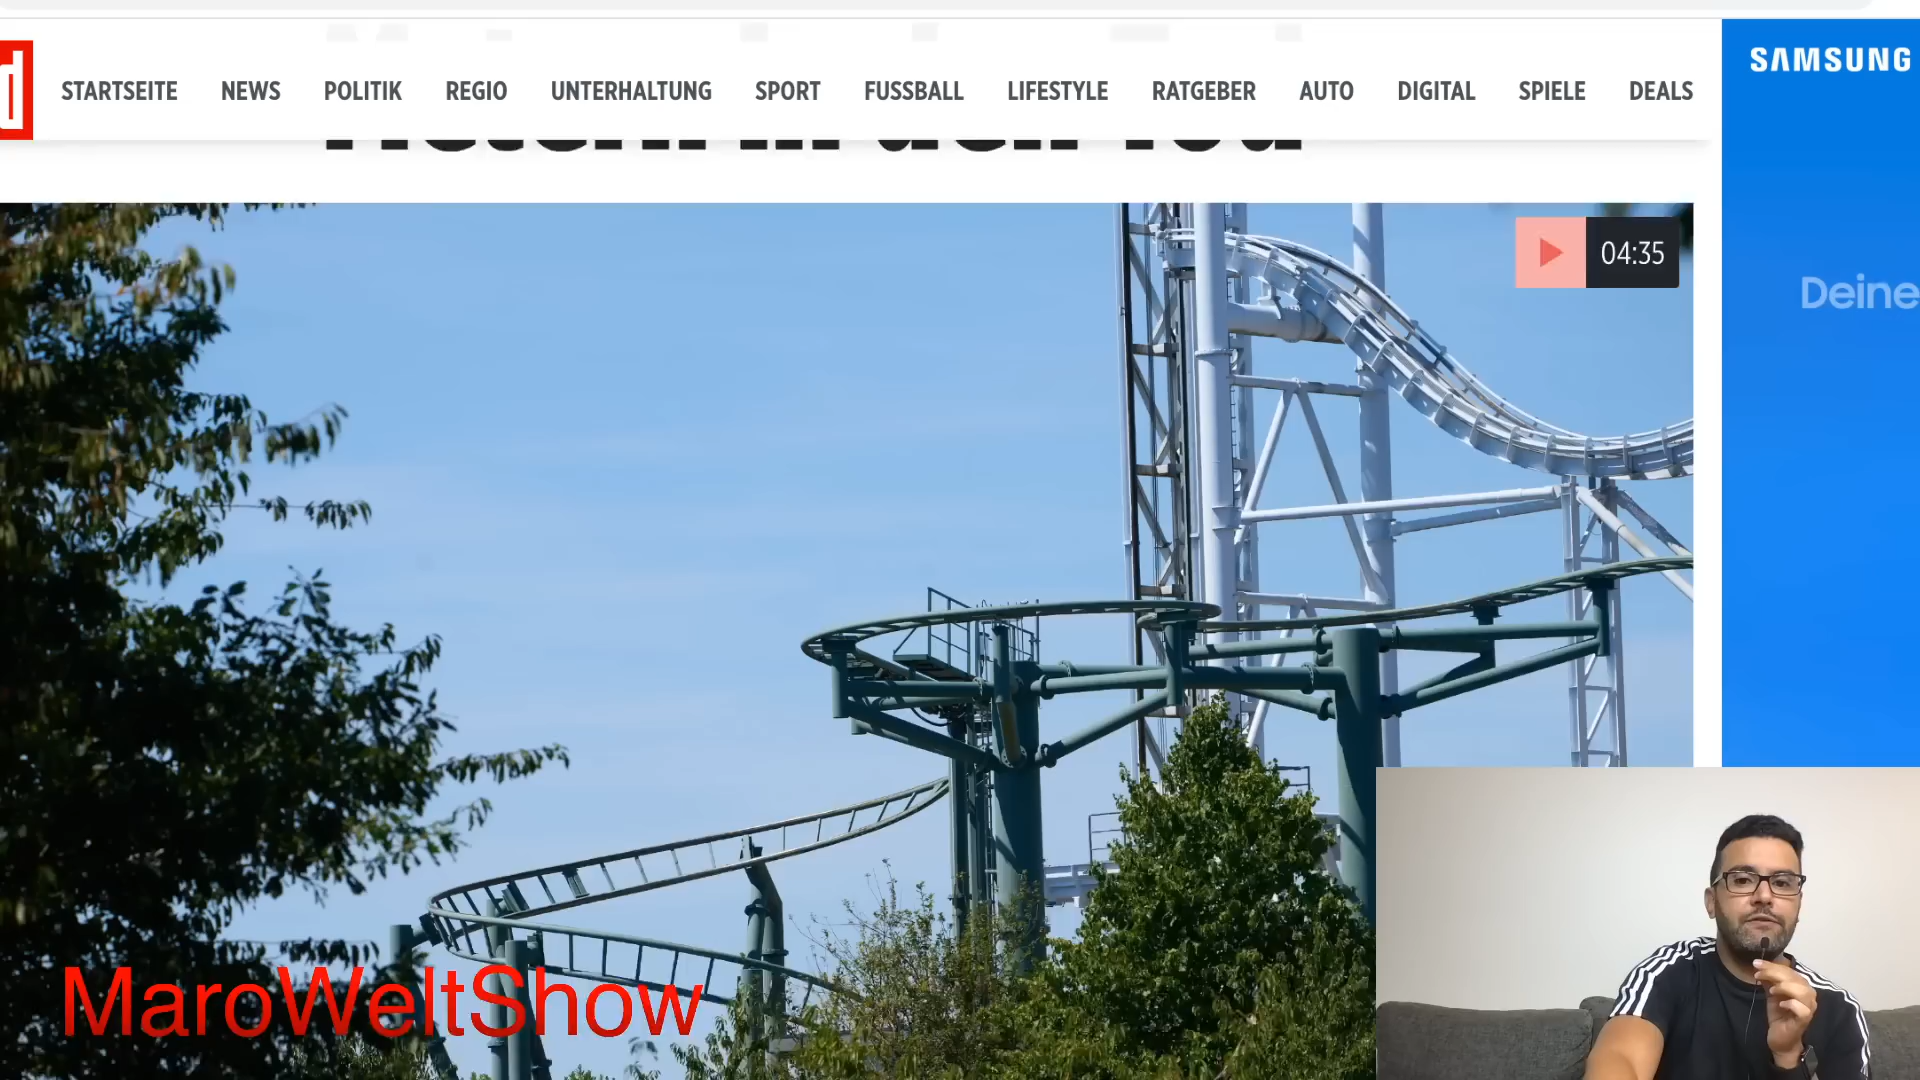 d
STARTSEITE NEWS POLITIK REGIO UNTERHALTUNG SPORT FUSSBALL LIFESTYLE RATGEBER AUTO DIGITAL SPIELE DEALS
SAMSUNG
04:35
Deine
MaroWeltShow